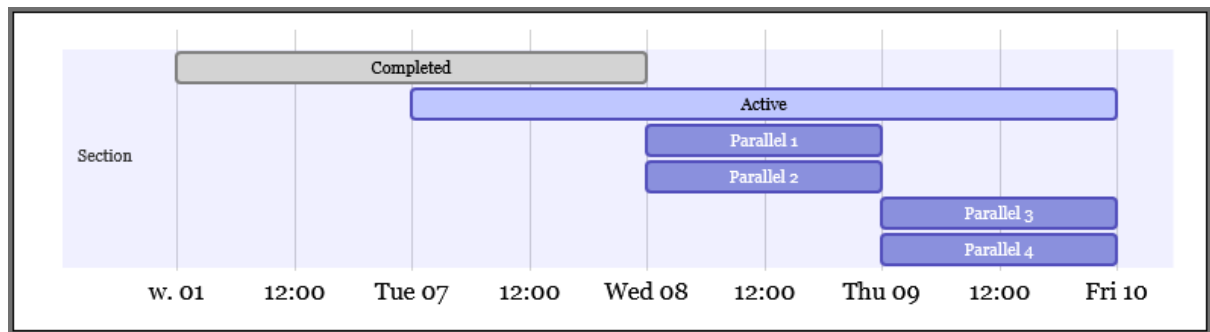 Completed
Active
Parallel 1
Section
Parallel 2
Parallel 3
Parallel 4
w. 01 12:00 Tue 07 12:00 Wed 08 12:00 Thu 09 12:00 Fri 10